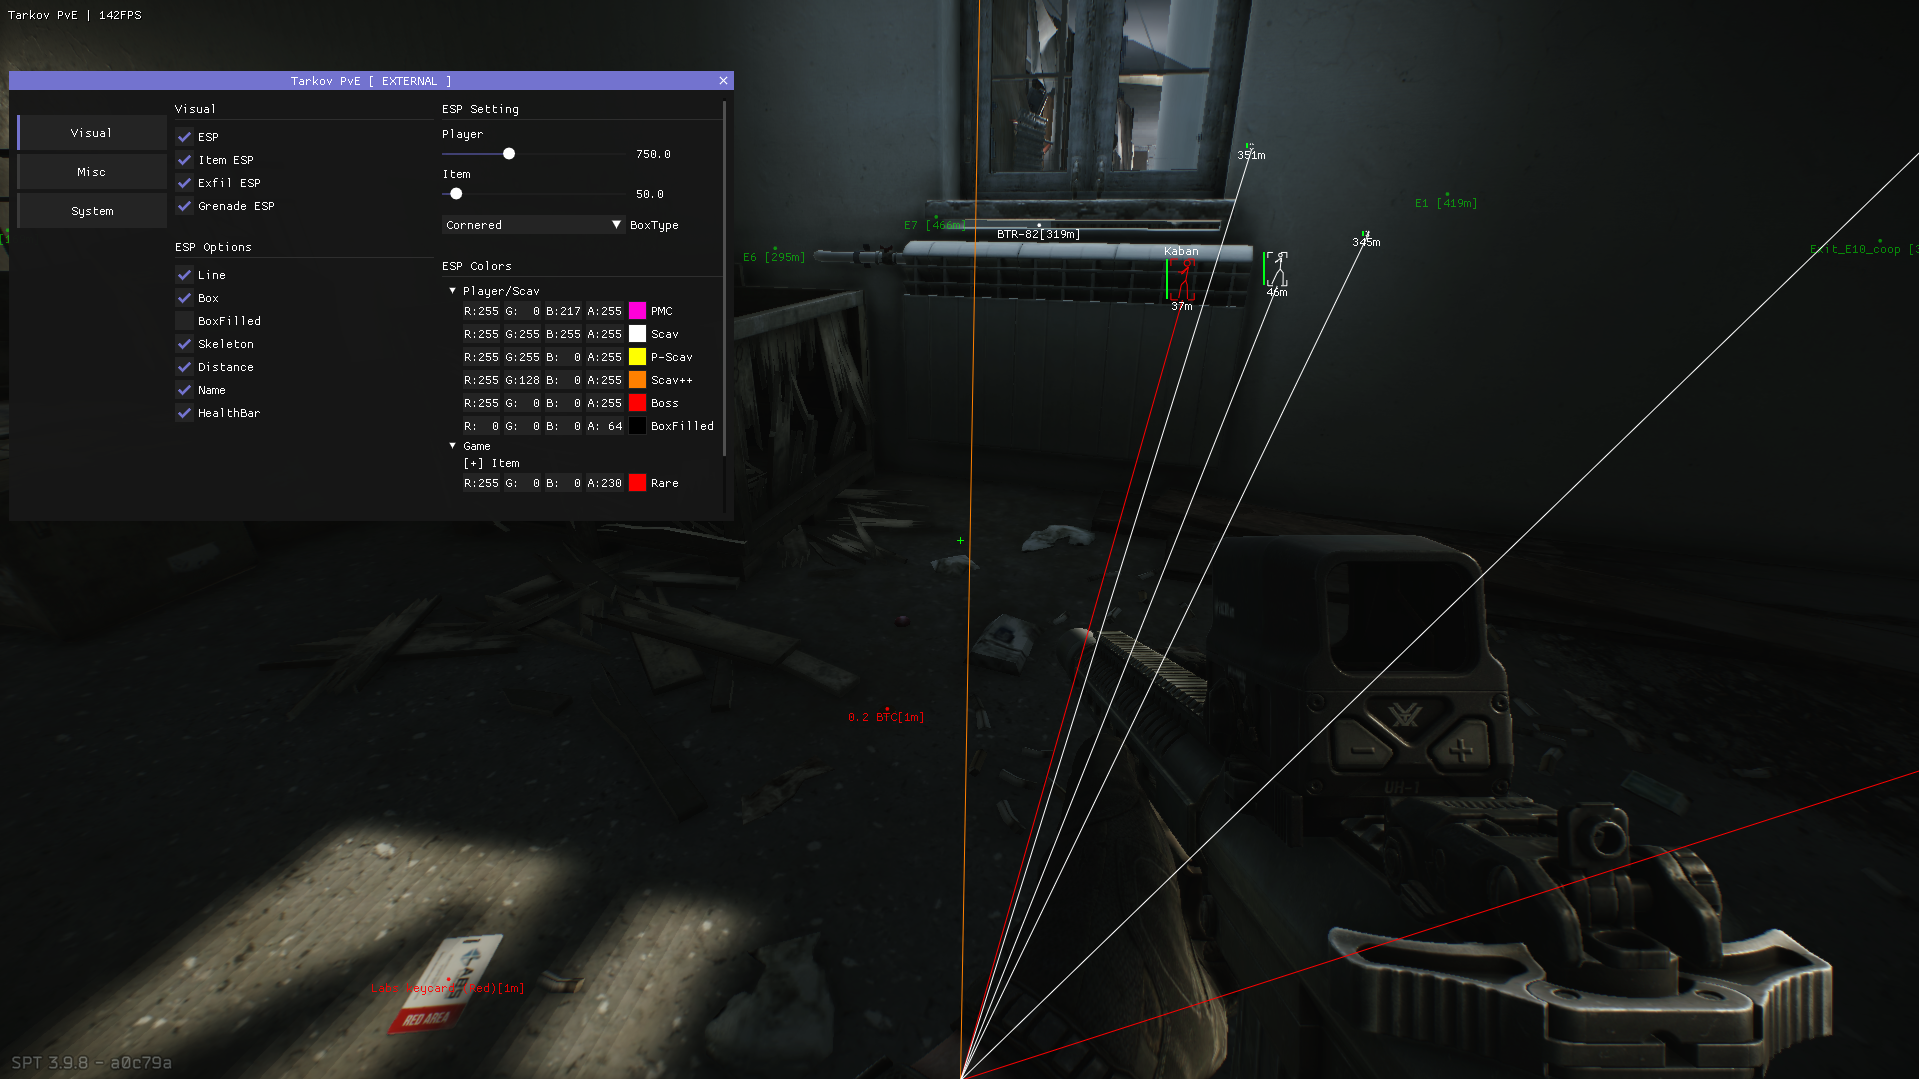 Tarkov PvE | 142FPS
Tarkov PvE [ EXTERNAL ]
Visual
Misc
System
Visual
ESP
Item ESP
Exfil ESP
Grenade ESP
ESP Options
Line
Box
BoxFilled
Skeleton
Distance
Name
HealthBar
ESP Setting
Player
750.0
Item
50.0
Cornered BoxType
ESP Colors
Player/Scav
R:255 G: 0 B:217 A:255 PMC
R:255 G:255 B:255 A:255 Scav
R:255 G:255 B: 0 A:255 P-Scav
R:255 G:128 B: 0 A:255 Scav++
R:255 G: 0 B: 0 A:255 Boss
R: 0 G: 0 B: 0 A: 64 BoxFilled
Game
[+] Item
R:255 G: 0 B: 0 A:230 Rare
351m
E1 [419m]
E7 [466m]
BTR-82[319m]
345m
Exit_E10_coop
E6 [295m]
Kaban
46m
37m
0.2 BTC[1m]
UH-1
LABS
RED AREA
SPT 3.9.8 - a0c79a